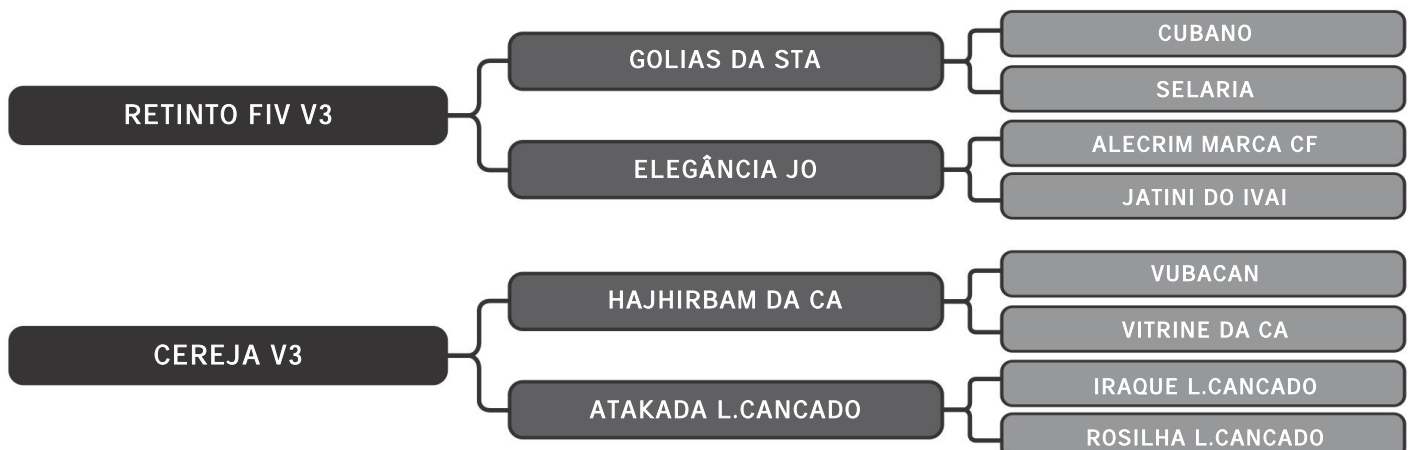 CUBANO
GOLIAS DA STA
SELARIA
RETINTO FIV V3
ALECRIM MARCA CF
ELEGÂNCIA JO
JATINI DO IVAI
VUBACAN
HAJHIRBAM DA CA
VITRINE DA CA
CEREJA V3
IRAQUE L.CANCADO
ATAKADA L.CANCADO
ROSILHA L.CANCADO